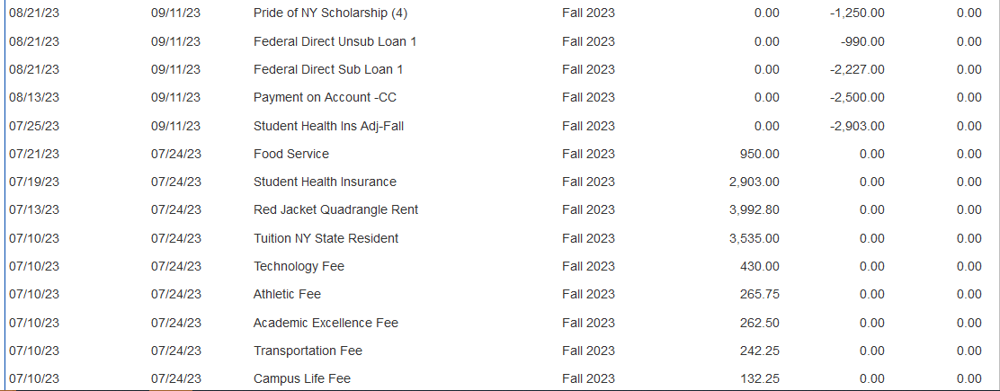 08/21/23 09/11/23 Pride of NY Scholarship (4) Fall 2023 0.00 -1,250.00 0.00
08/21/23 09/11/23 Federal Direct Unsub Loan 1 Fall 2023 0.00 -990.00 0.00
08/21/23 09/11/23 Federal Direct Sub Loan 1 Fall 2023 0.00 -2,227.00 0.00
08/13/23 09/11/23 Payment on Account -CC Fall 2023 0.00 -2,500.00 0.00
07/25/23 09/11/23 Student Health Ins Adj-Fall Fall 2023 0.00 -2,903.00 0.00
07/21/23 07/24/23 Food Service Fall 2023 950.00 0.00 0.00
07/19/23 07/24/23 Student Health Insurance Fall 2023 2,903.00 0.00 0.00
07/13/23 07/24/23 Red Jacket Quadrangle Rent Fall 2023 3,992.80 0.00 0.00
07/10/23 07/24/23 Tuition NY State Resident Fall 2023 3,535.00 0.00 0.00
07/10/23 07/24/23 Technology Fee Fall 2023 430.00 0.00 0.00
07/10/23 07/24/23 Athletic Fee Fall 2023 265.75 0.00 0.00
07/10/23 07/24/23 Academic Excellence Fee Fall 2023 262.50 0.00 0.00
07/10/23 07/24/23 Transportation Fee Fall 2023 242.25 0.00 0.00
07/10/23 07/24/23 Campus Life Fee Fall 2023 132.25 0.00 0.00